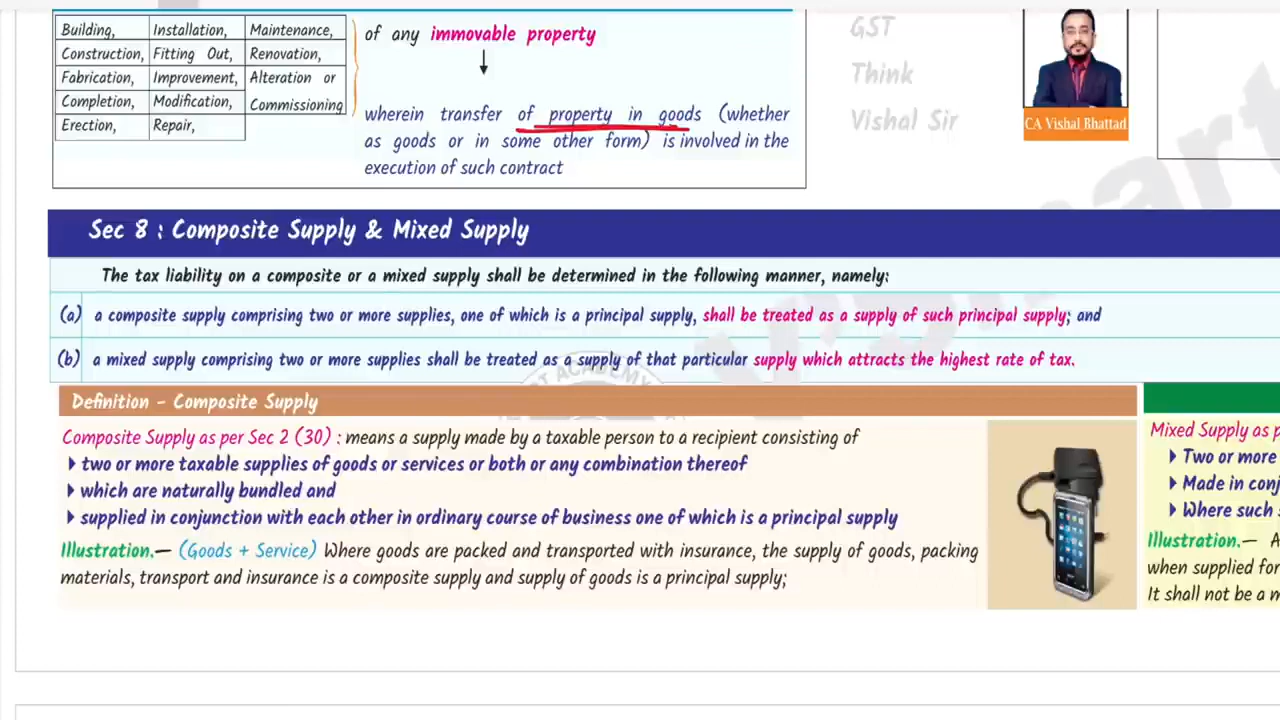 Building, Installation, Maintenance,
Construction, Fitting Out, Renovation,
Fabrication, Improvement, Alteration or
Completion, Modification, Commissioning
Erection, Repair,
of any immovable property
wherein transfer of property in goods (whether
as goods or in some other form) is involved in the
execution of such contract
GST
Think
Vishal Sir
CA Vishal Bhattad
Sec 8 : Composite Supply & Mixed Supply
The tax liability on a composite or a mixed supply shall be determined in the following manner, namely:
(a) a composite supply comprising two or more supplies, one of which is a principal supply, shall be treated as a supply of such principal supply; and
(b) a mixed supply comprising two or more supplies shall be treated as a supply of that particular supply which attracts the highest rate of tax.
Definition - Composite Supply
Composite Supply as per Sec 2 (30) : means a supply made by a taxable person to a recipient consisting of
two or more taxable supplies of goods or services or both or any combination thereof
which are naturally bundled and
supplied in conjunction with each other in ordinary course of business one of which is a principal supply
Illustration.— (Goods + Service) Where goods are packed and transported with insurance, the supply of goods, packing
materials, transport and insurance is a composite supply and supply of goods is a principal supply;
Mixed Supply as p
Two or more
Made in conj
Where such s
Illustration.— A
when supplied for
It shall not be a m